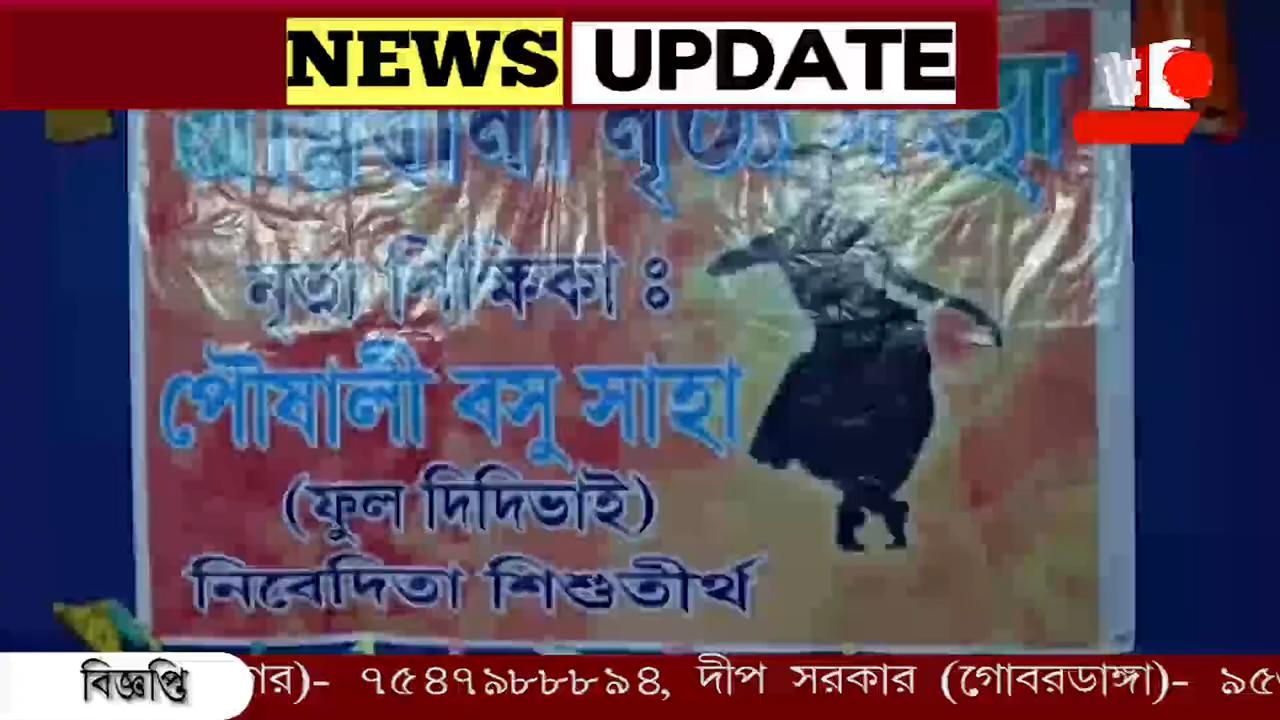 NEWS UPDATE
নৃত্য
নৃত্য শিক্ষিকা ঃ
পৌষালী বসু সাহা
(ফুল দিদিভাই)
নিবেদিতা শিশুতীর্থ
বিজ্ঞপ্তি গার)- ৭৫৪৭৯৮৮৮৯৪, দীপ সরকার (গোবরডাঙ্গা)- ৯৫